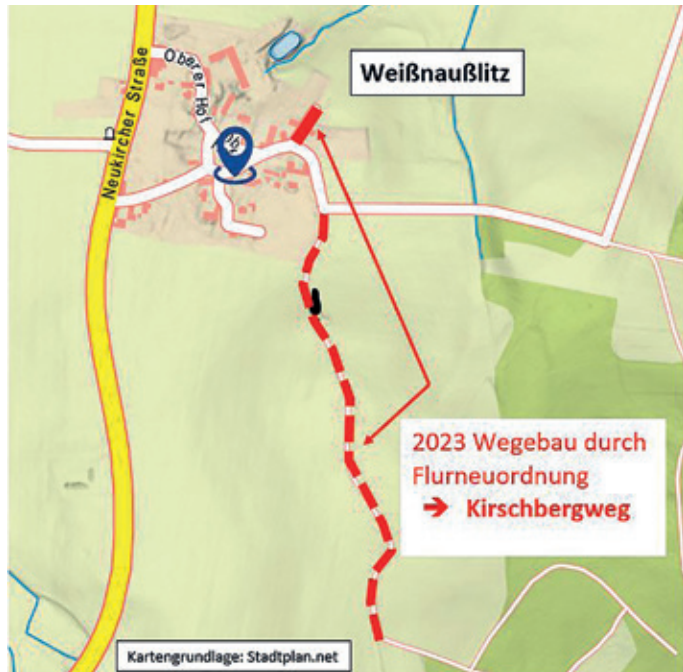 Weißnaußlitz
Oberer Hof
Neukircher Straße
2023 Wegebau durch
Flurneuordnung
➔ Kirschbergweg
Kartengrundlage: Stadtplan.net